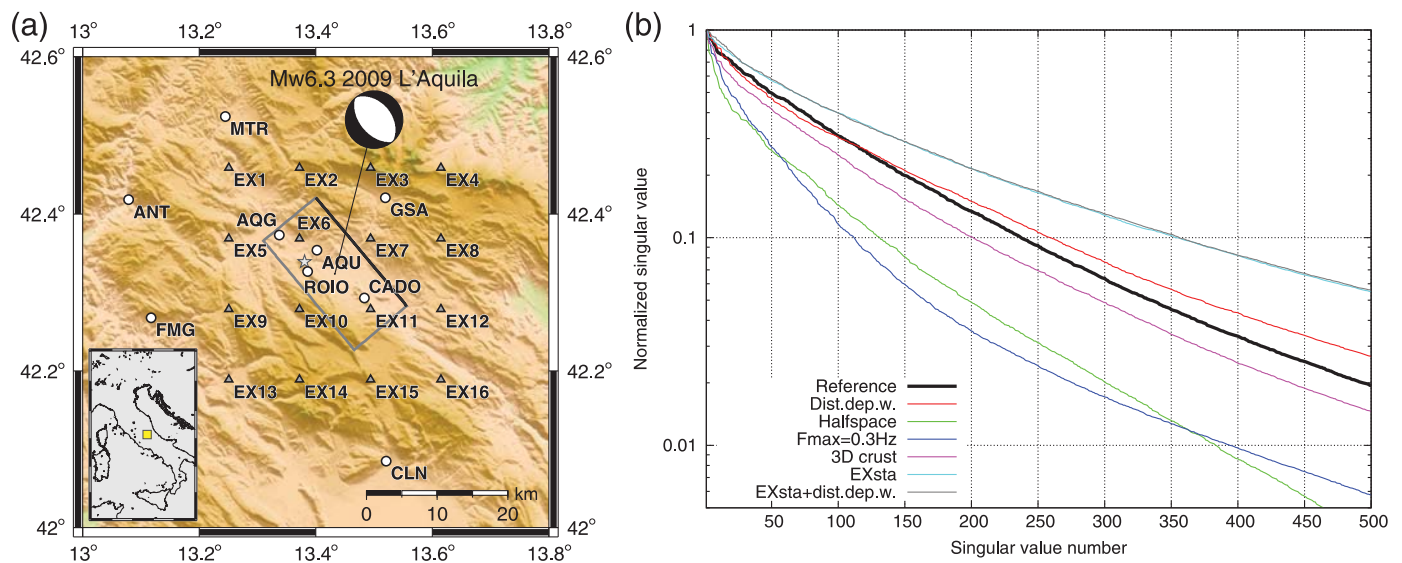 (a)
13° 13.2° 13.4° 13.6° 13.8°
42.6° 42.6°
Mw6.3 2009 L'Aquila
MTR
EX1 EX2 EX3 EX4
ANT GSA
42.4° 42.4°
AQG EX6
EX5 EX7 EX8
AQU
ROIO CADO
EX9 EX10 EX11 EX12
FMG
42.2° 42.2°
EX13 EX14 EX15 EX16
CLN
km
0 10 20
42° 42°
13° 13.2° 13.4° 13.6° 13.8°
(b)
Normalized singular value
1
0.1
0.01
Reference
Dist.dep.w.
Halfspace
Fmax=0.3Hz
3D crust
EXsta
EXsta+dist.dep.w.
50 100 150 200 250 300 350 400 450 500
Singular value number